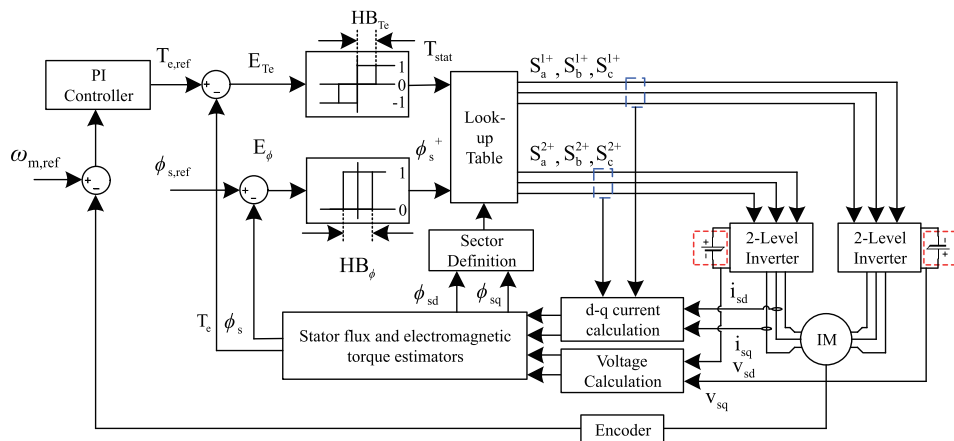 HB_Te
T_e,ref
E_Te
T_stat
S_a^1+, S_b^1+, S_c^1+
PI
Controller
+
-
1
0
-1
Look-
up
Table
ω_m,ref
+
-
ϕ_s,ref
E_ϕ
+
-
1
0
ϕ_s^+
S_a^2+, S_b^2+, S_c^2+
HB_ϕ
Sector
Definition
+
-
2-Level
Inverter
2-Level
Inverter
+
-
ϕ_sd
ϕ_sq
i_sd
T_e
ϕ_s
Stator flux and electromagnetic
torque estimators
d-q current
calculation
IM
i_sq
Voltage
Calculation
v_sd
v_sq
Encoder